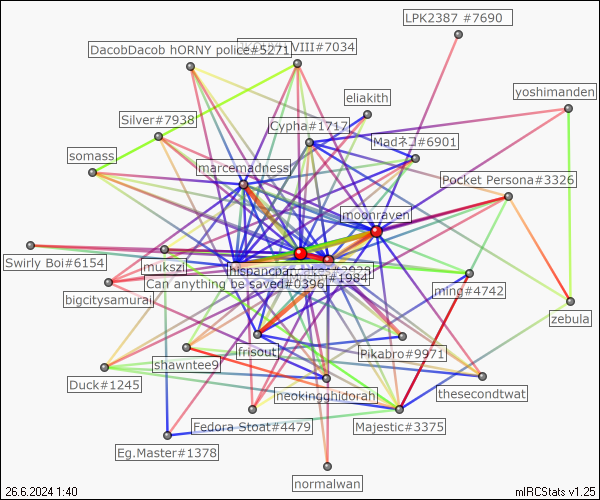 LPK2387 #7690
VIII#7034
DacobDacob hORNY police#5271
yoshimanden
eliakith
Silver#7938
Cypha#1717
Madネコ#6901
somass
marcemadness
Pocket Persona#3326
moonraven
Swirly Boi#6154
mukszi
hispancpa
Can anything be saved#0396
#1984
ming#4742
bigcitysamurai
zebula
frisout
Pikabro#9971
shawntee9
Duck#1245
neokingghidorah
thesecondtwat
Fedora Stoat#4479
Majestic#3375
Eg.Master#1378
normalwan
26.6.2024 1:40
mIRCStats v1.25